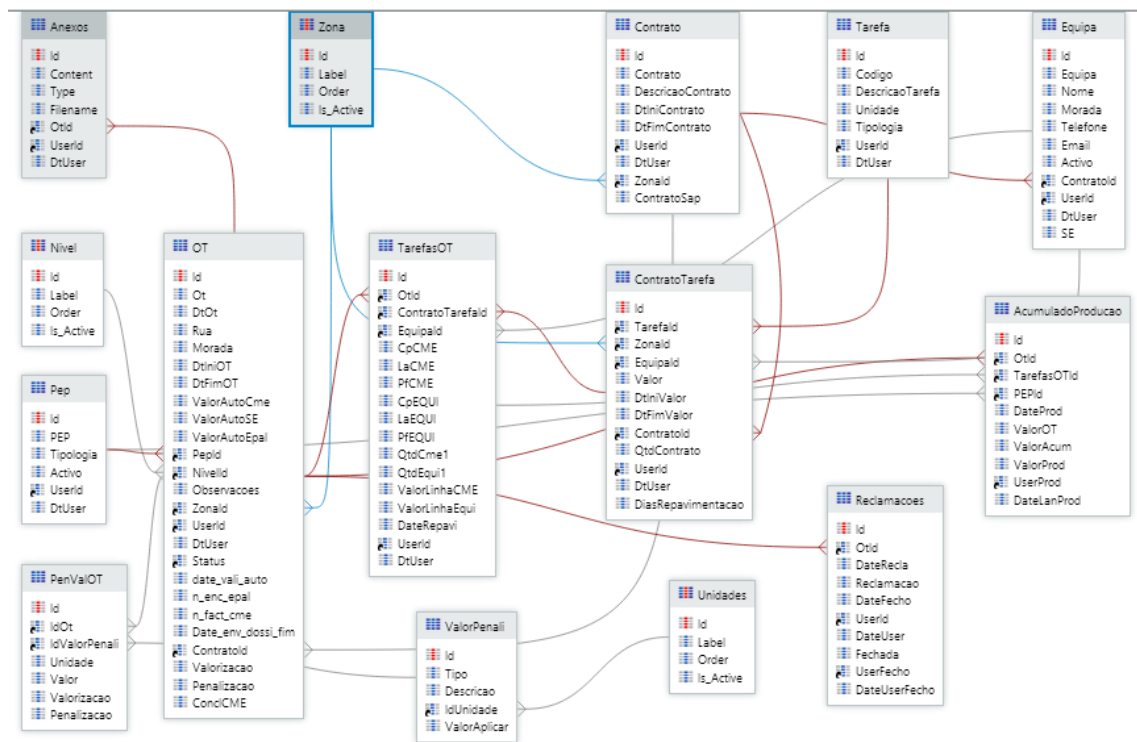 Anexos
Id
Content
Type
Filename
OtId
UserId
DtUser
Zona
Id
Label
Order
Is_Active
Contrato
Id
Contrato
DescricaoContrato
DtIniContrato
DtFimContrato
UserId
DtUser
ZonaId
ContratoSap
Tarefa
Id
Codigo
DescricaoTarefa
Unidade
Tipologia
UserId
DtUser
Equipa
Id
Equipa
Nome
Morada
Telefone
Email
Activo
ContratoId
UserId
DtUser
SE
Nivel
Id
Label
Order
Is_Active
OT
Id
Ot
DtOt
Rua
Morada
DtIniOT
DtFimOT
ValorAutoCme
ValorAutoSE
ValorAutoEpal
PepId
NivelId
Observacoes
ZonaId
UserId
DtUser
Status
date_vali_auto
n_enc_epal
n_fact_cme
Date_env_dossi_fim
ContratoId
Valorizacao
Penalizacao
ConclCME
TarefasOT
Id
OtId
ContratoTarefaId
EquipaId
CpCME
LaCME
PfCME
CpEQUI
LaEQUI
PfEQUI
QtdCme1
QtdEqui1
ValorLinhaCME
ValorLinhaEqui
DateRepavi
UserId
DtUser
ContratoTarefa
Id
TarefaId
ZonaId
EquipaId
Valor
DtIniValor
DtFimValor
ContratoId
QtdContrato
UserId
DtUser
DiasRepavimentacao
AcumuladoProducao
Id
OtId
TarefasOTId
PEPId
DateProd
ValorOT
ValorAcum
ValorProd
UserProd
DateLanProd
Pep
Id
PEP
Tipologia
Activo
UserId
DtUser
PenValOT
Id
IdOt
IdValorPenali
Unidade
Valor
Valorizacao
Penalizacao
ValorPenali
Id
Tipo
Descricao
IdUnidade
ValorAplicar
Unidades
Id
Label
Order
Is_Active
Reclamacoes
Id
OtId
DateRecla
Reclamacao
DateFecho
UserId
DateUser
Fechada
UserFecho
DateUserFecho